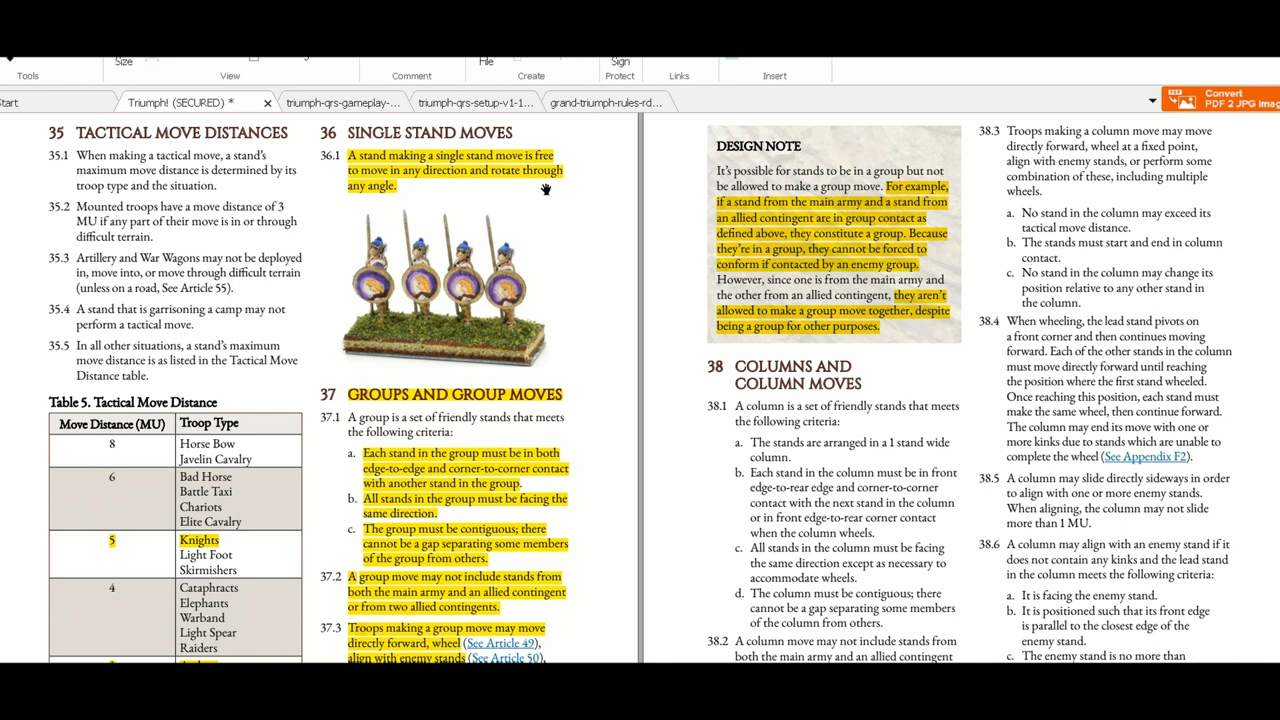 Size
File
Sign
Tools
View
Comment
Create
Protect
Links
Insert
Start
Triumph! (SECURED) *
×
triumph-qrs-gameplay-...
triumph-qrs-setup-v1-1...
grand-triumph-rules-rd...
Convert
PDF 2 JPG Imag
35 TACTICAL MOVE DISTANCES
35.1 When making a tactical move, a stand's
maximum move distance is determined by its
troop type and the situation.
35.2 Mounted troops have a move distance of 3
MU if any part of their move is in or through
difficult terrain.
35.3 Artillery and War Wagons may not be deployed
in, move into, or move through difficult terrain
(unless on a road, See Article 55).
35.4 A stand that is garrisoning a camp may not
perform a tactical move.
35.5 In all other situations, a stand's maximum
move distance is as listed in the Tactical Move
Distance table.
Table 5. Tactical Move Distance
Move Distance (MU) Troop Type
8 Horse Bow
Javelin Cavalry
6 Bad Horse
Battle Taxi
Chariots
Elite Cavalry
5 Knights
Light Foot
Skirmishers
4 Cataphracts
Elephants
Warband
Light Spear
Raiders
36 SINGLE STAND MOVES
36.1 A stand making a single stand move is free
to move in any direction and rotate through
any angle.
37 GROUPS AND GROUP MOVES
37.1 A group is a set of friendly stands that meets
the following criteria:
a. Each stand in the group must be in both
edge-to-edge and corner-to-corner contact
with another stand in the group.
b. All stands in the group must be facing the
same direction.
c. The group must be contiguous; there
cannot be a gap separating some members
of the group from others.
37.2 A group move may not include stands from
both the main army and an allied contingent
or from two allied contingents.
37.3 Troops making a group move may move
directly forward, wheel (See Article 49),
align with enemy stands (See Article 50),
DESIGN NOTE
It's possible for stands to be in a group but not
be allowed to make a group move. For example,
if a stand from the main army and a stand from
an allied contingent are in group contact as
defined above, they constitute a group. Because
they're in a group, they cannot be forced to
conform if contacted by an enemy group.
However, since one is from the main army and
the other from an allied contingent, they aren't
allowed to make a group move together, despite
being a group for other purposes.
38 COLUMNS AND
COLUMN MOVES
38.1 A column is a set of friendly stands that meets
the following criteria:
a. The stands are arranged in a 1 stand wide
column.
b. Each stand in the column must be in front
edge-to-rear edge and corner-to-corner
contact with the next stand in the column
or in front edge-to-rear corner contact
when the column wheels.
c. All stands in the column must be facing
the same direction except as necessary to
accommodate wheels.
d. The column must be contiguous; there
cannot be a gap separating some members
of the column from others.
38.2 A column move may not include stands from
both the main army and an allied contingent
38.3 Troops making a column move may move
directly forward, wheel at a fixed point,
align with enemy stands, or perform some
combination of these, including multiple
wheels.
a. No stand in the column may exceed its
tactical move distance.
b. The stands must start and end in column
contact.
c. No stand in the column may change its
position relative to any other stand in
the column.
38.4 When wheeling, the lead stand pivots on
a front corner and then continues moving
forward. Each of the other stands in the column
must move directly forward until reaching
the position where the first stand wheeled.
Once reaching this position, each stand must
make the same wheel, then continue forward.
The column may end its move with one or
more kinks due to stands which are unable to
complete the wheel (See Appendix F2).
38.5 A column may slide directly sideways in order
to align with one or more enemy stands.
When aligning, the column may not slide
more than 1 MU.
38.6 A column may align with an enemy stand if it
does not contain any kinks and the lead stand
in the column meets the following criteria:
a. It is facing the enemy stand.
b. It is positioned such that its front edge
is parallel to the closest edge of the
enemy stand.
c. The enemy stand is no more than